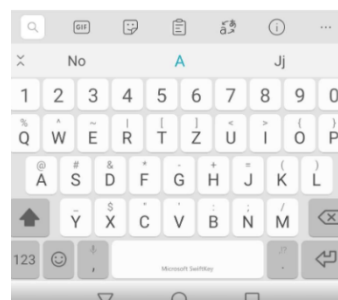 GIF
No A Jj
1 2 3 4 5 6 7 8 9 0
% ^ ~ | [ ] < > { }
Q W E R T Z U I O P
@ # & * - + = ( )
A S D F G H J K L
_ $ " ' : ; /
Y X C V B N M
123 , Microsoft SwiftKey .